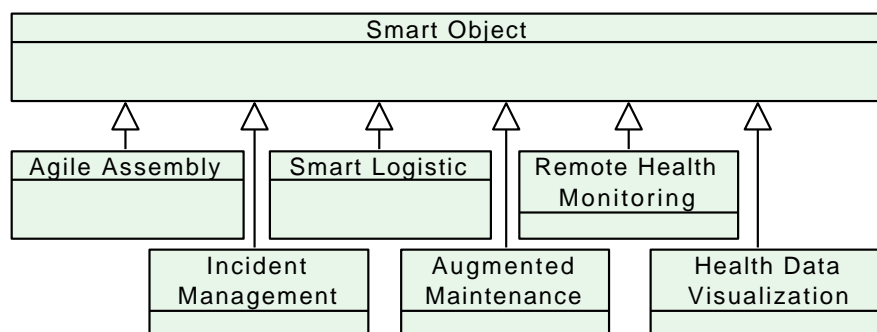 Smart Object
Agile Assembly
Smart Logistic
Remote Health
Monitoring
Incident
Management
Augmented
Maintenance
Health Data
Visualization